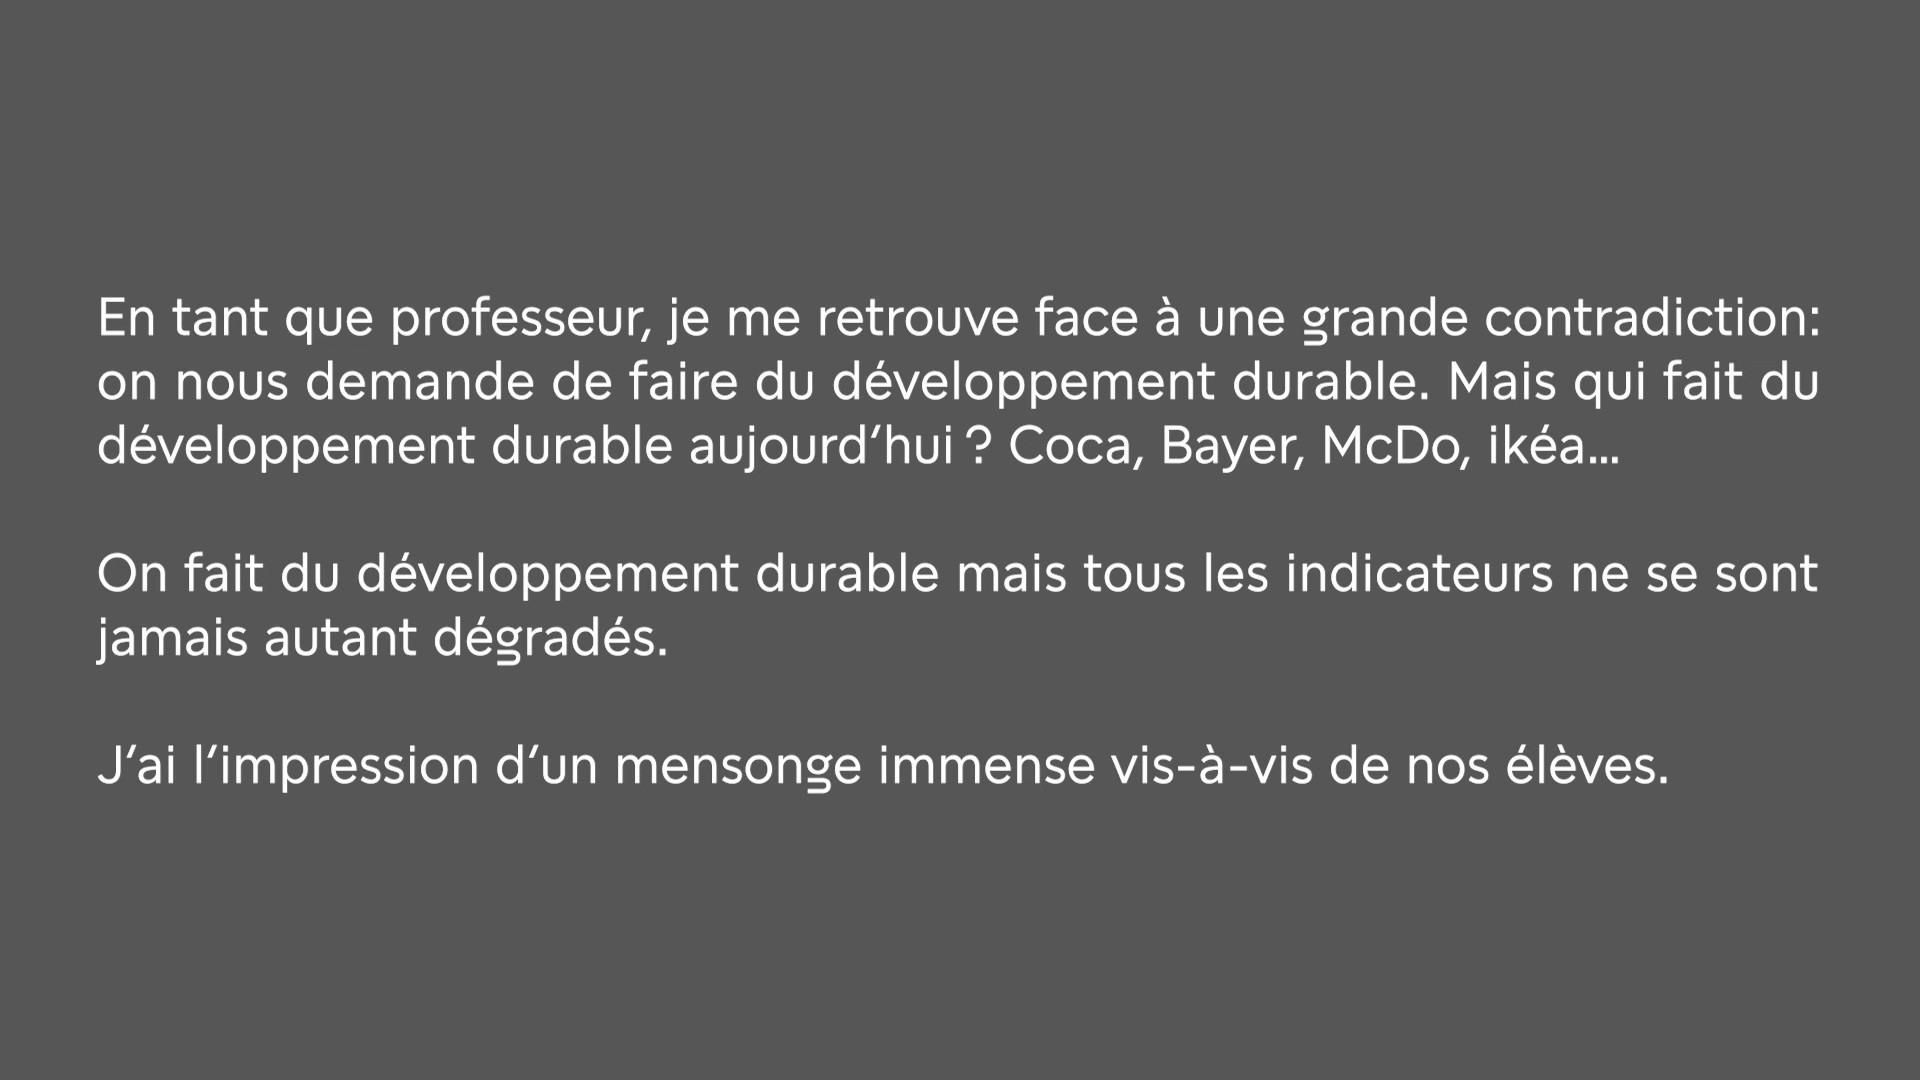 En tant que professeur, je me retrouve face à une grande contradiction:
on nous demande de faire du développement durable. Mais qui fait du
développement durable aujourd’hui ? Coca, Bayer, McDo, ikéa…
On fait du développement durable mais tous les indicateurs ne se sont
jamais autant dégradés.
J’ai l’impression d’un mensonge immense vis-à-vis de nos élèves.